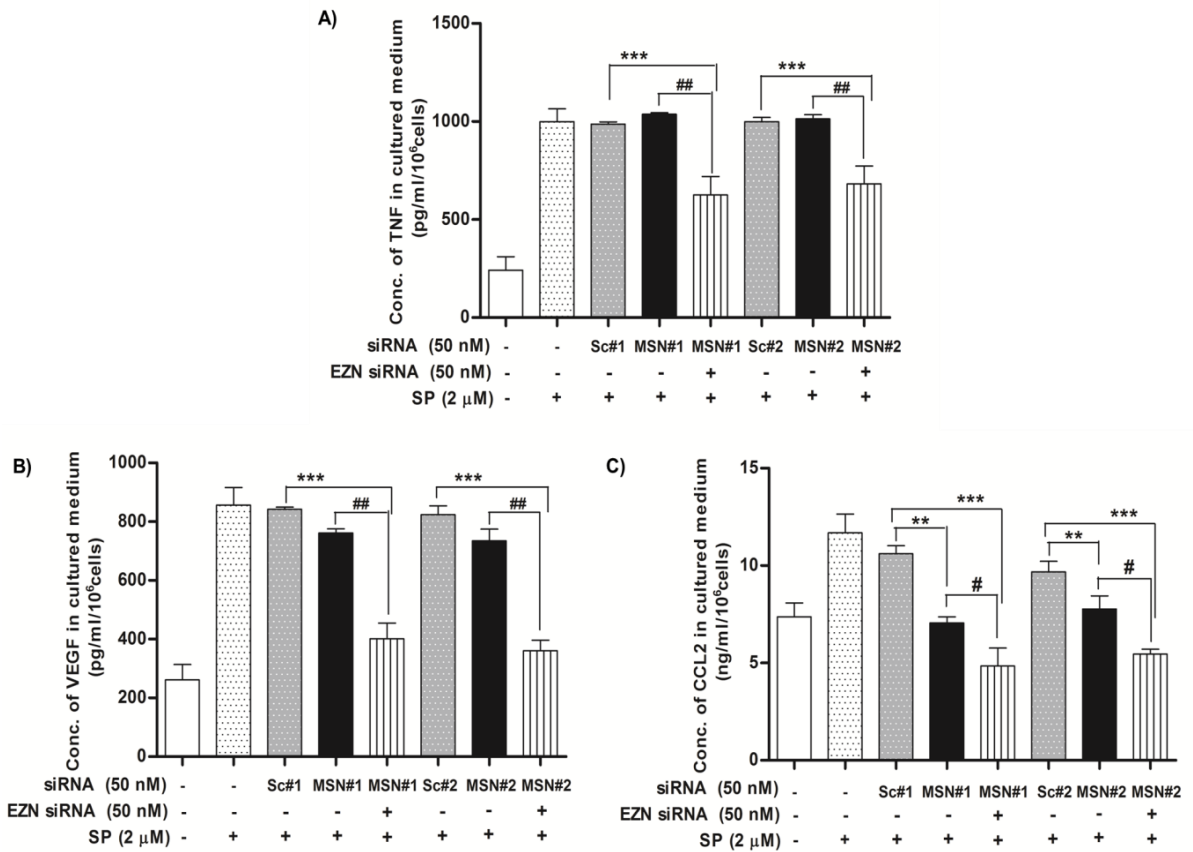 A)
Conc. of TNF in cultured medium
(pg/ml/10⁶cells)
1500
1000
500
0
*** ***
## ##
siRNA (50 nM) - - Sc#1 MSN#1 MSN#1 Sc#2 MSN#2 MSN#2
EZN siRNA (50 nM) - - - - + - - +
SP (2 μM) - + + + + + + +
B)
Conc. of VEGF in cultured medium
(pg/ml/10⁶cells)
1000
800
600
400
200
0
*** ***
## ##
siRNA (50 nM) - - Sc#1 MSN#1 MSN#1 Sc#2 MSN#2 MSN#2
EZN siRNA (50 nM) - - - - + - - +
SP (2 μM) - + + + + + + +
C)
Conc. of CCL2 in cultured medium
(ng/ml/10⁶cells)
15
10
5
0
*** ***
** **
# #
siRNA (50 nM) - - Sc#1 MSN#1 MSN#1 Sc#2 MSN#2 MSN#2
EZN siRNA (50 nM) - - - - + - - +
SP (2 μM) - + + + + + + +